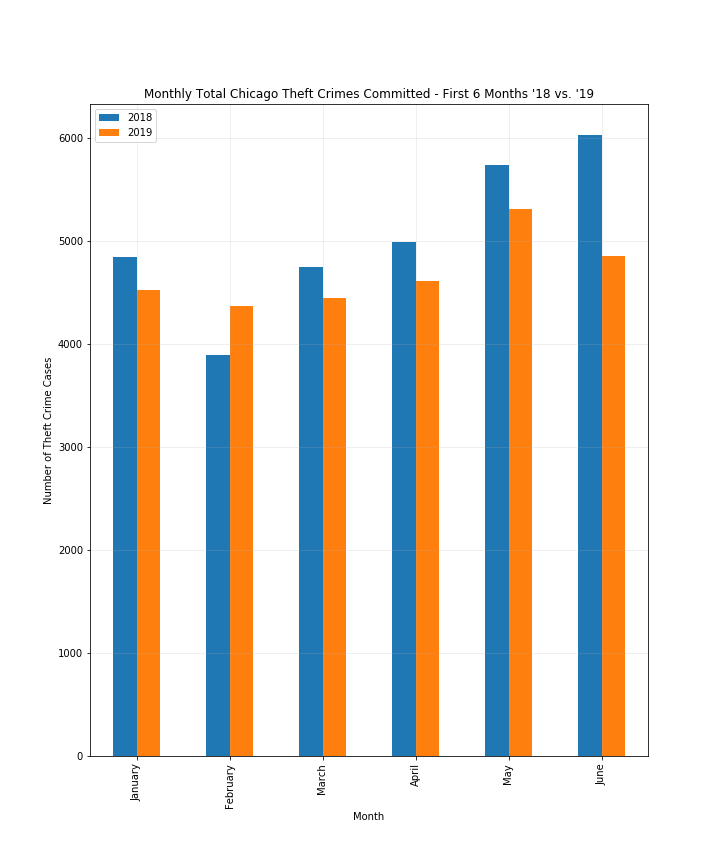 Monthly Total Chicago Theft Crimes Committed - First 6 Months '18 vs. '19
2018
2019
6000
5000
4000
3000
2000
1000
0
Number of Theft Crime Cases
January
February
March
April
May
June
Month